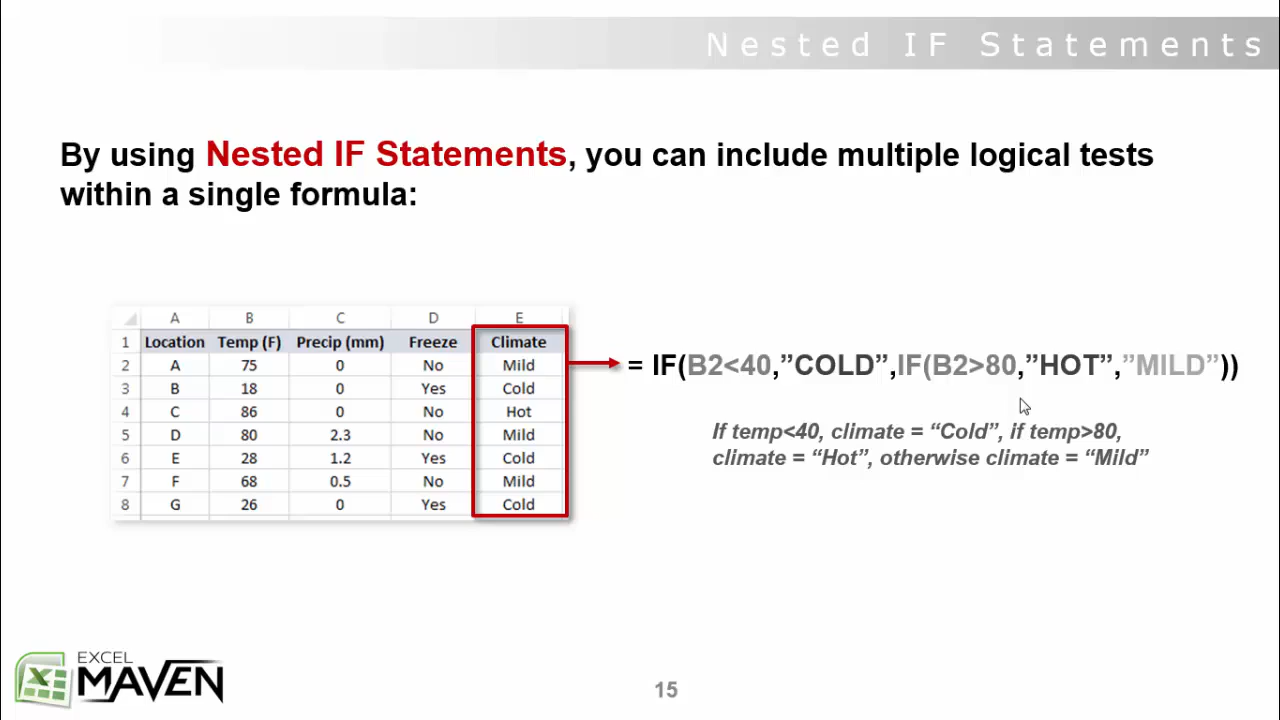 Nested IF Statements
By using Nested IF Statements, you can include multiple logical tests
within a single formula:
A B C D E
1 Location Temp (F) Precip (mm) Freeze Climate
2 A 75 0 No Mild
3 B 18 0 Yes Cold
4 C 86 0 No Hot
5 D 80 2.3 No Mild
6 E 28 1.2 Yes Cold
7 F 68 0.5 No Mild
8 G 26 0 Yes Cold
= IF(B2<40,”COLD”,IF(B2>80,”HOT”,”MILD”))
If temp<40, climate = “Cold”, if temp>80,
climate = “Hot”, otherwise climate = “Mild”
EXCEL
MAVEN
15